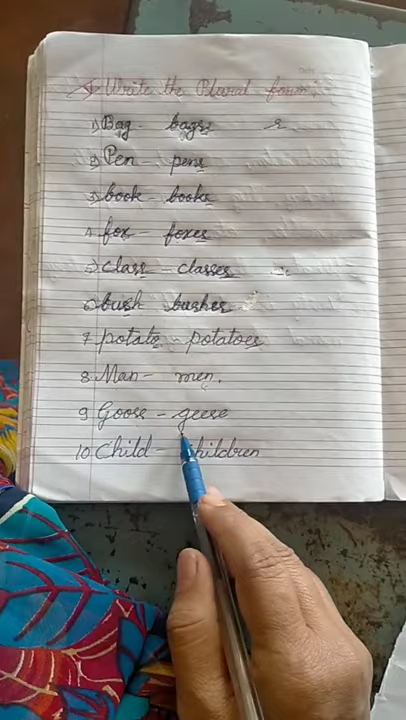 Write the Plural form:
1) Bag - bags s
2) Pen - pens
3) book - books
4 fox - foxes
5) class - classes
6 bush bushes
7 potato - potatoes
8 Man - men.
9 Goose - geese
10 Child - children